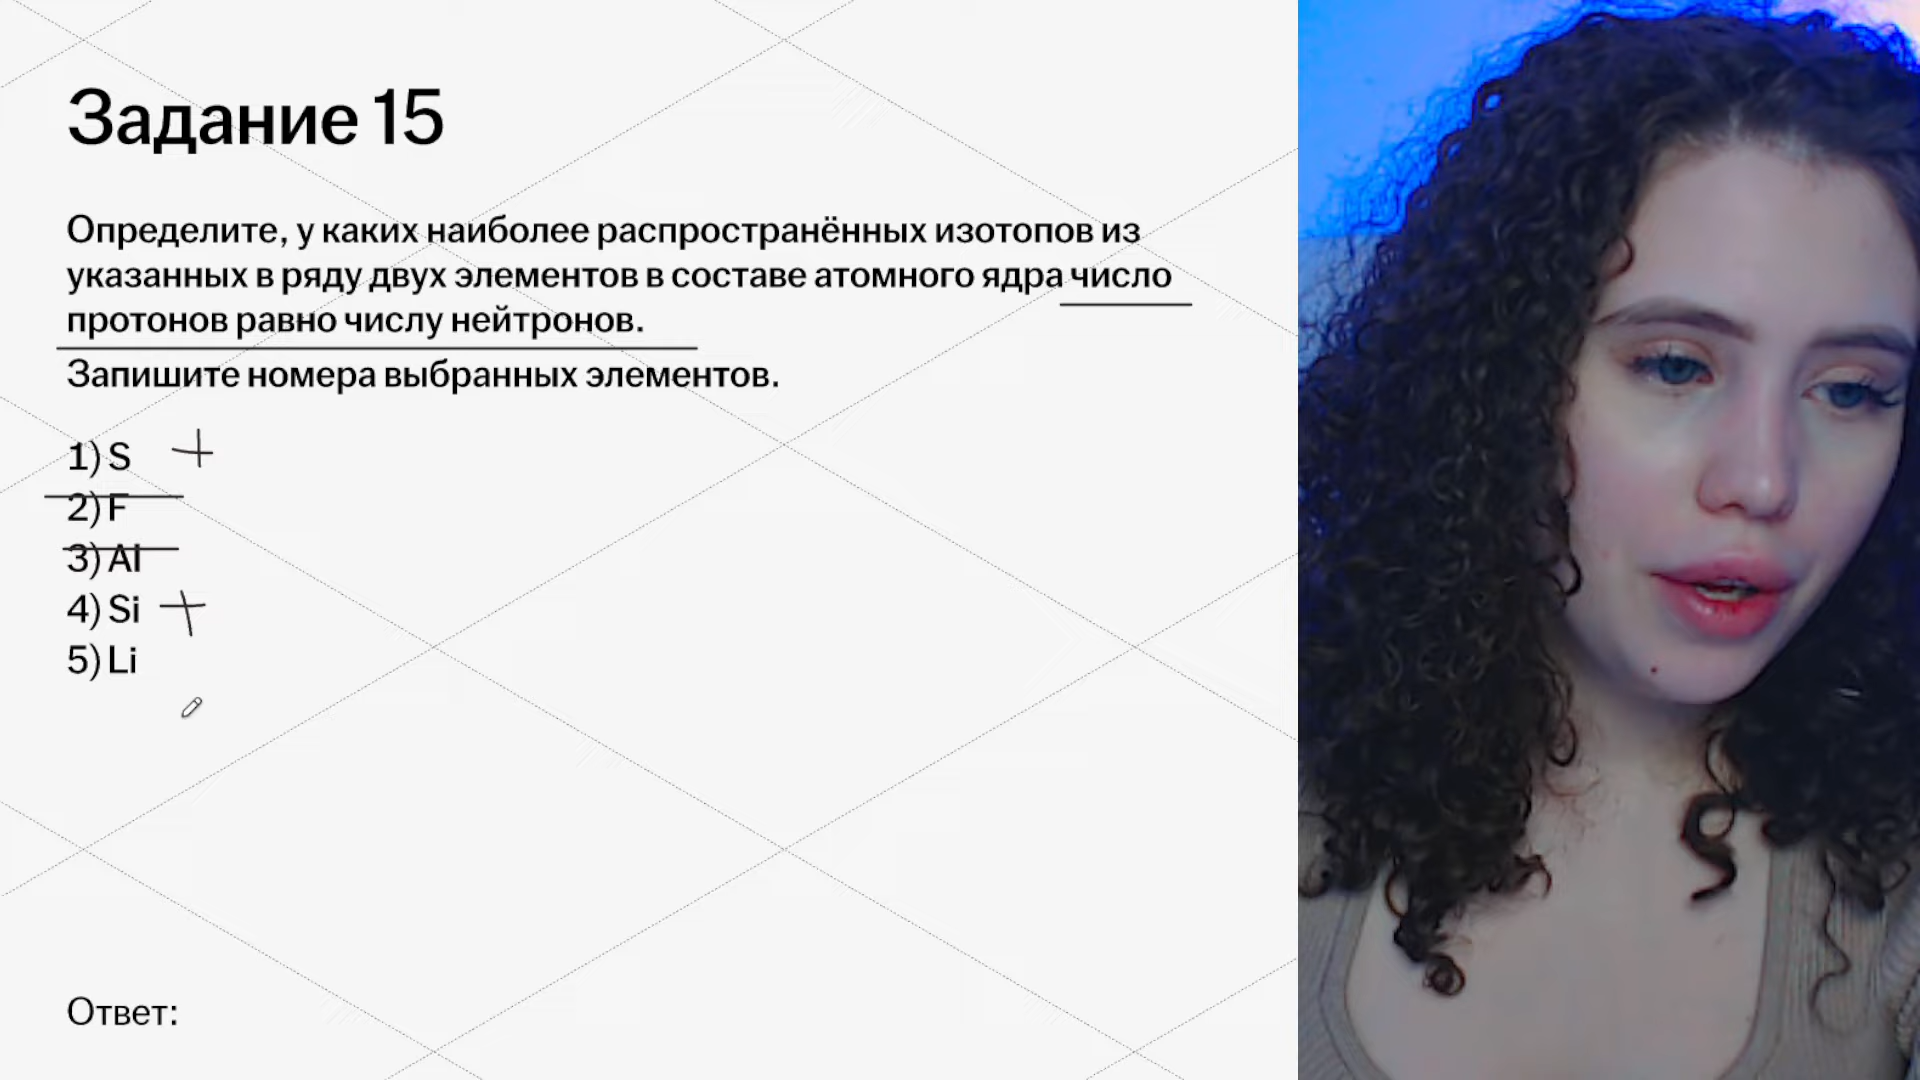 Задание 15
Определите, у каких наиболее распространённых изотопов из
указанных в ряду двух элементов в составе атомного ядра число
протонов равно числу нейтронов.
Запишите номера выбранных элементов.
1) S +
2) F
3) Al
4) Si +
5) Li
Ответ: